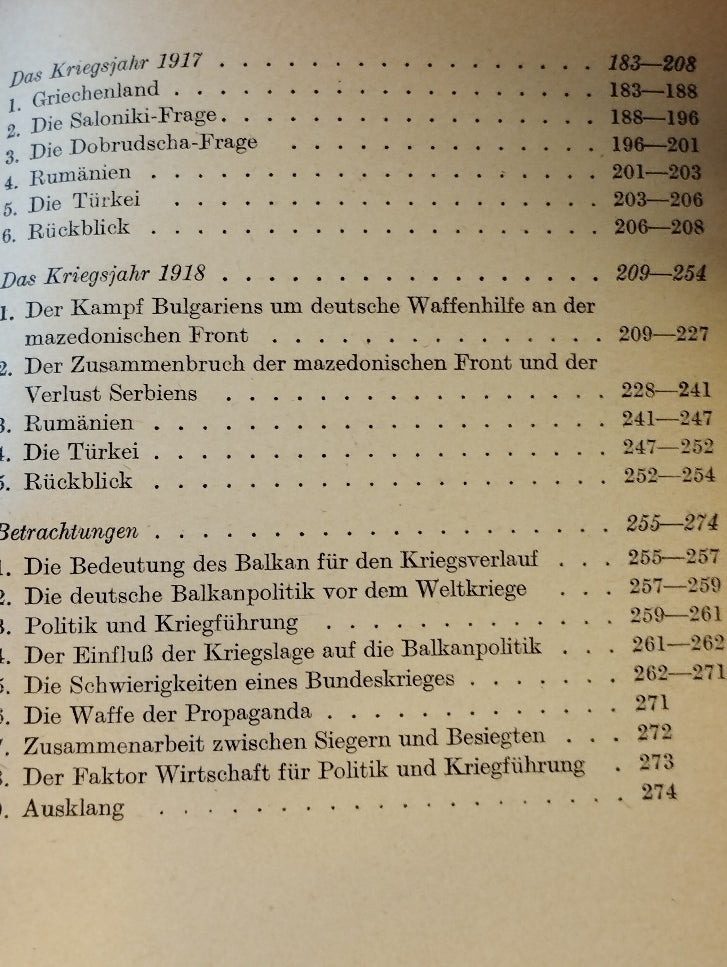 Das Kriegsjahr 1917 . . . . . . . . . . . . . . . . . 183—208
1. Griechenland . . . . . . . . . . . . . . . . . . . 183—188
2. Die Saloniki-Frage . . . . . . . . . . . . . . . . . 188—196
3. Die Dobrudscha-Frage . . . . . . . . . . . . . . 196—201
4. Rumänien . . . . . . . . . . . . . . . . . . . . 201—203
5. Die Türkei . . . . . . . . . . . . . . . . . . . 203—206
6. Rückblick . . . . . . . . . . . . . . . . . . . . 206—208
Das Kriegsjahr 1918 . . . . . . . . . . . . . . . . . 209—254
1. Der Kampf Bulgariens um deutsche Waffenhilfe an der
mazedonischen Front . . . . . . . . . . . . . . . 209—227
2. Der Zusammenbruch der mazedonischen Front und der
Verlust Serbiens . . . . . . . . . . . . . . . . . 228—241
3. Rumänien . . . . . . . . . . . . . . . . . . . . 241—247
4. Die Türkei . . . . . . . . . . . . . . . . . . . . 247—252
5. Rückblick . . . . . . . . . . . . . . . . . . . . 252—254
Betrachtungen . . . . . . . . . . . . . . . . . . . . 255—274
1. Die Bedeutung des Balkan für den Kriegsverlauf . . . 255—257
2. Die deutsche Balkanpolitik vor dem Weltkriege . . . 257—259
3. Politik und Kriegführung . . . . . . . . . . . . . 259—261
4. Der Einfluß der Kriegslage auf die Balkanpolitik . . . 261—262
5. Die Schwierigkeiten eines Bundeskrieges . . . . . . . 262—271
6. Die Waffe der Propaganda . . . . . . . . . . . . . 271
7. Zusammenarbeit zwischen Siegern und Besiegten . . . 272
8. Der Faktor Wirtschaft für Politik und Kriegführung . 273
9. Ausklang . . . . . . . . . . . . . . . . . . . . 274